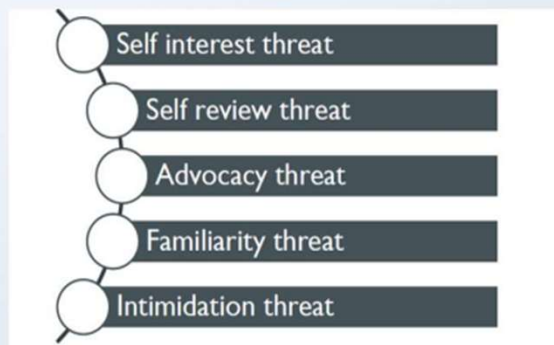 Self interest threat
Self review threat
Advocacy threat
Familiarity threat
Intimidation threat